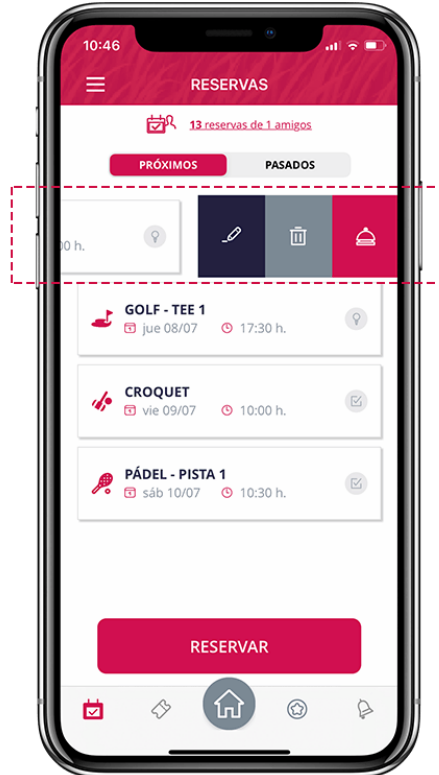 10:46
RESERVAS
13 reservas de 1 amigos
PRÓXIMOS PASADOS
00 h.
GOLF - TEE 1
jue 08/07 17:30 h.
CROQUET
vie 09/07 10:00 h.
PÁDEL - PISTA 1
sáb 10/07 10:30 h.
RESERVAR